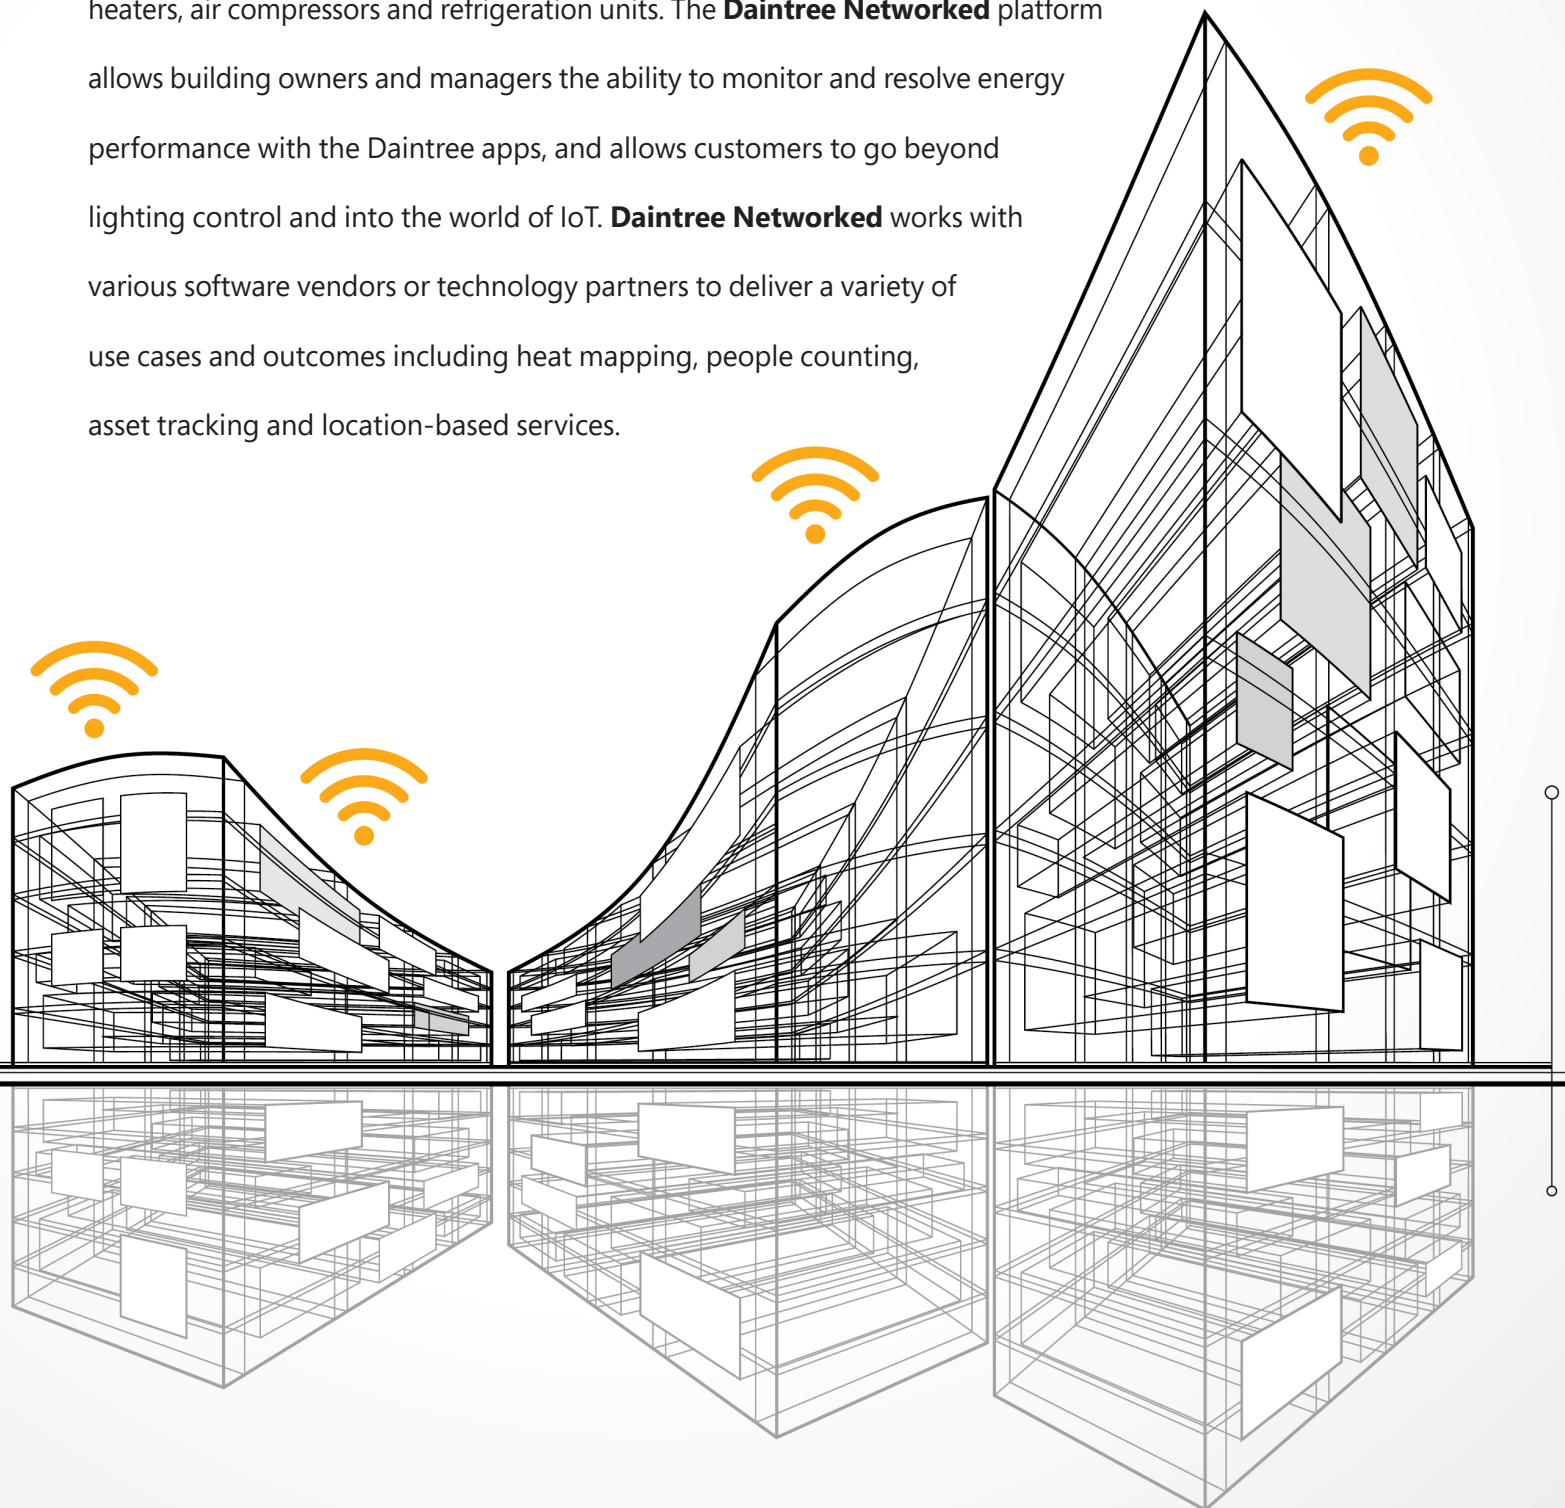 heaters, air compressors and refrigeration units. The Daintree Networked platform
allows building owners and managers the ability to monitor and resolve energy
performance with the Daintree apps, and allows customers to go beyond
lighting control and into the world of IoT. Daintree Networked works with
various software vendors or technology partners to deliver a variety of
use cases and outcomes including heat mapping, people counting,
asset tracking and location-based services.